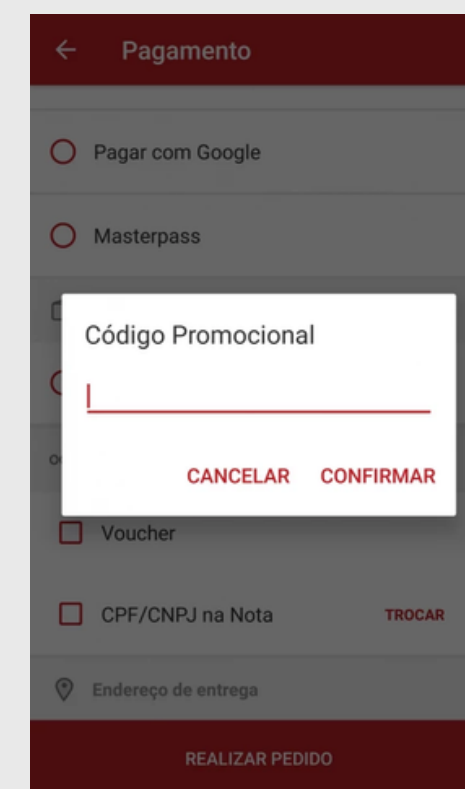 Pagamento
Pagar com Google
Masterpass
Código Promocional
CANCELAR CONFIRMAR
Voucher
CPF/CNPJ na Nota TROCAR
Endereço de entrega
REALIZAR PEDIDO